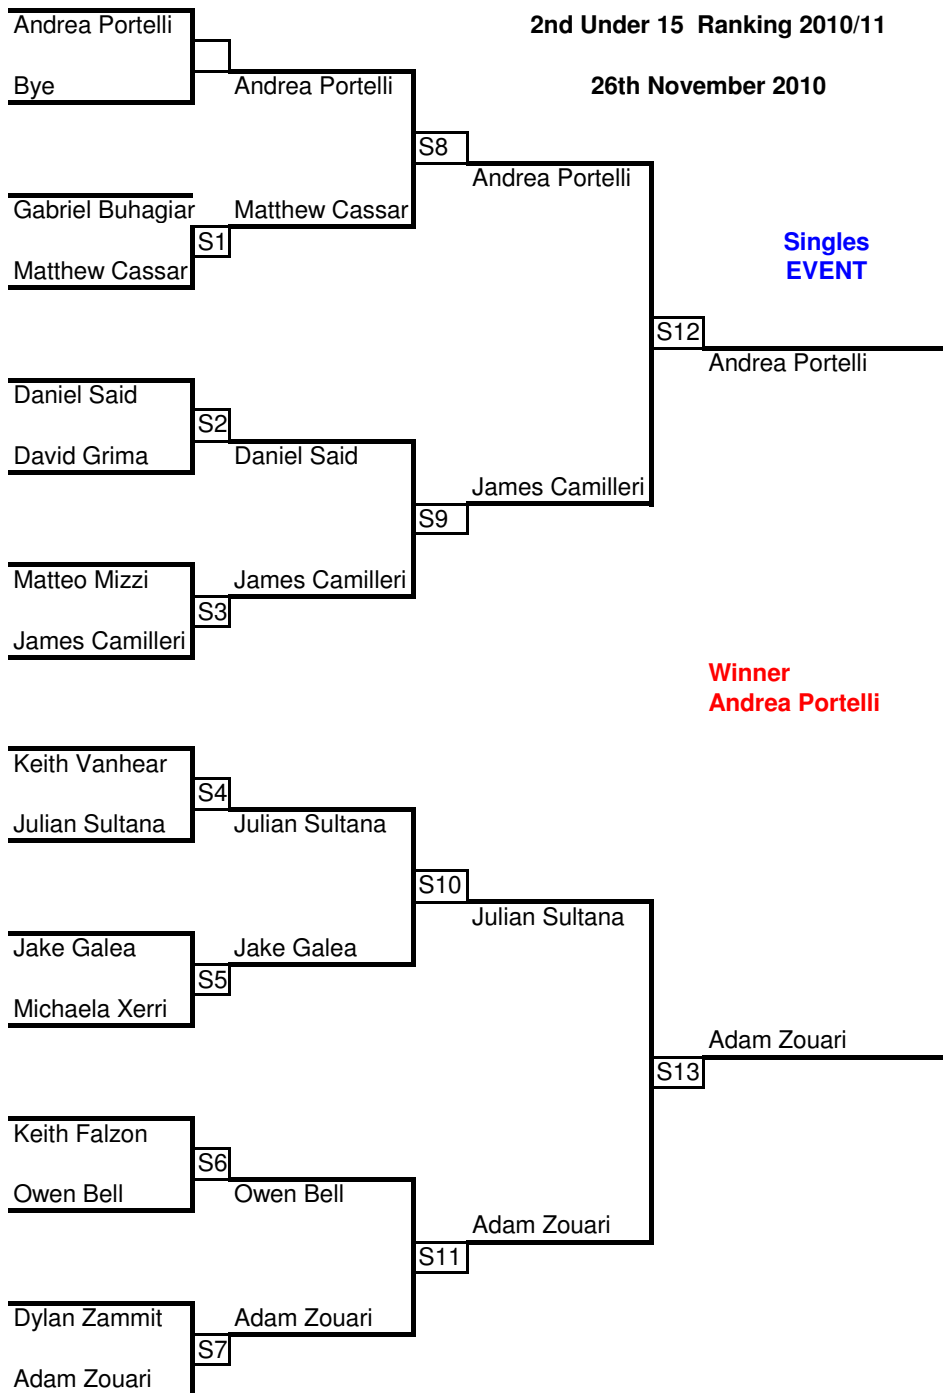 Andrea Portelli
2nd Under 15  Ranking 2010/11
Bye
Andrea Portelli
26th November 2010
S8
Andrea Portelli
Gabriel Buhagiar
Matthew Cassar
S1
Singles
EVENT
Matthew Cassar
S12
Andrea Portelli
Daniel Said
S2
David Grima
Daniel Said
James Camilleri
S9
Matteo Mizzi
James Camilleri
S3
James Camilleri
Winner
Andrea Portelli
Keith Vanhear
S4
Julian Sultana
Julian Sultana
S10
Julian Sultana
Jake Galea
Jake Galea
S5
Michaela Xerri
Adam Zouari
S13
Keith Falzon
S6
Owen Bell
Owen Bell
Adam Zouari
S11
Dylan Zammit
Adam Zouari
S7
Adam Zouari